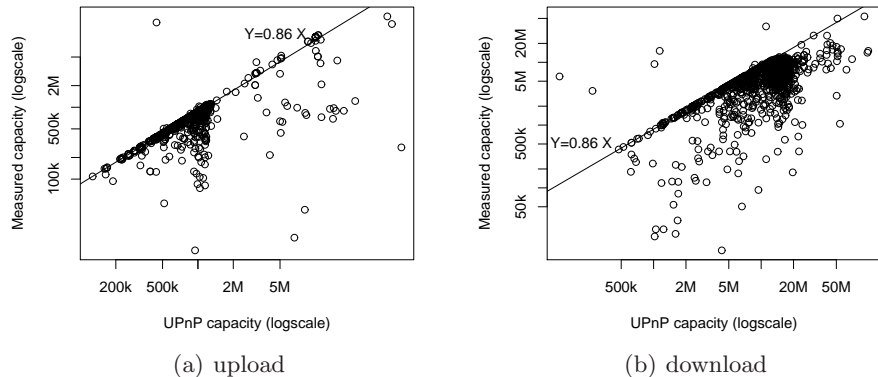 Y=0.86 X
Measured capacity (logscale)
2M
500k
100k
200k
500k
2M
5M
UPnP capacity (logscale)
(a) upload
Y=0.86 X
Measured capacity (logscale)
20M
5M
500k
50k
500k
2M
5M
20M
50M
UPnP capacity (logscale)
(b) download